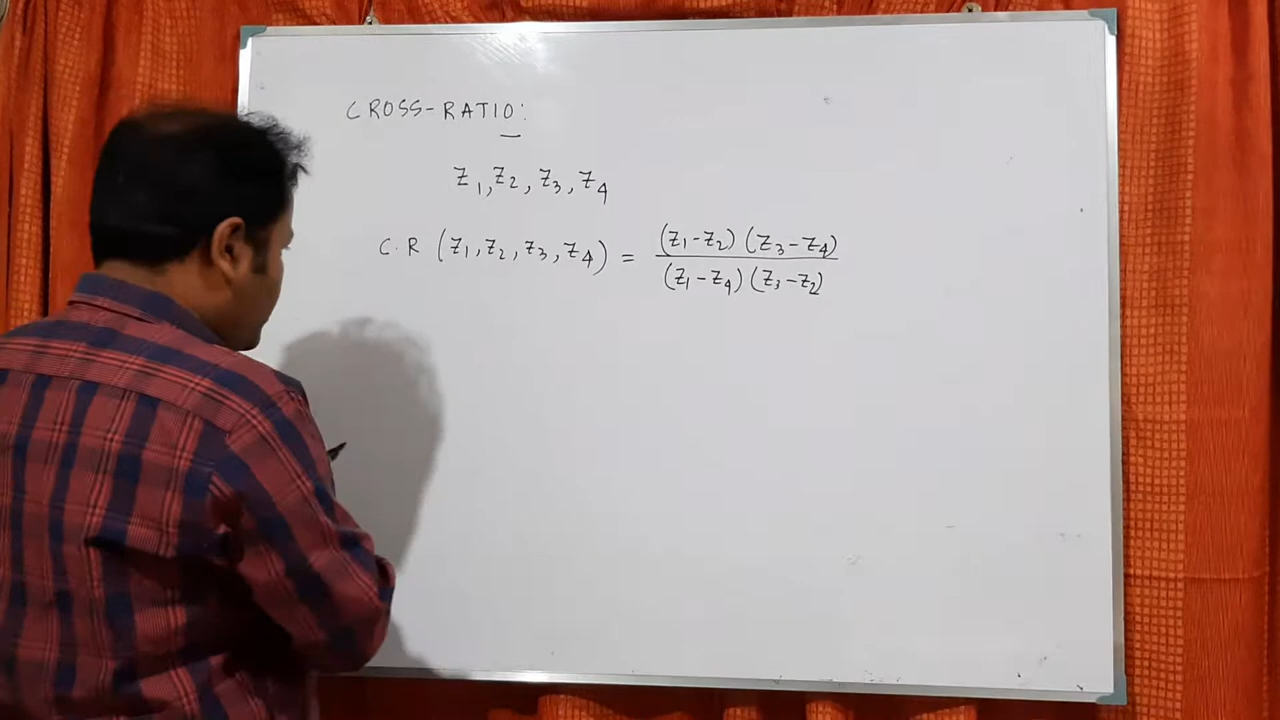 CROSS-RATIO:
Z₁, Z₂, Z₃, Z₄
C.R (Z₁, Z₂, Z₃, Z₄) = (Z₁-Z₂)(Z₃-Z₄) / (Z₁-Z₄)(Z₃-Z₂)